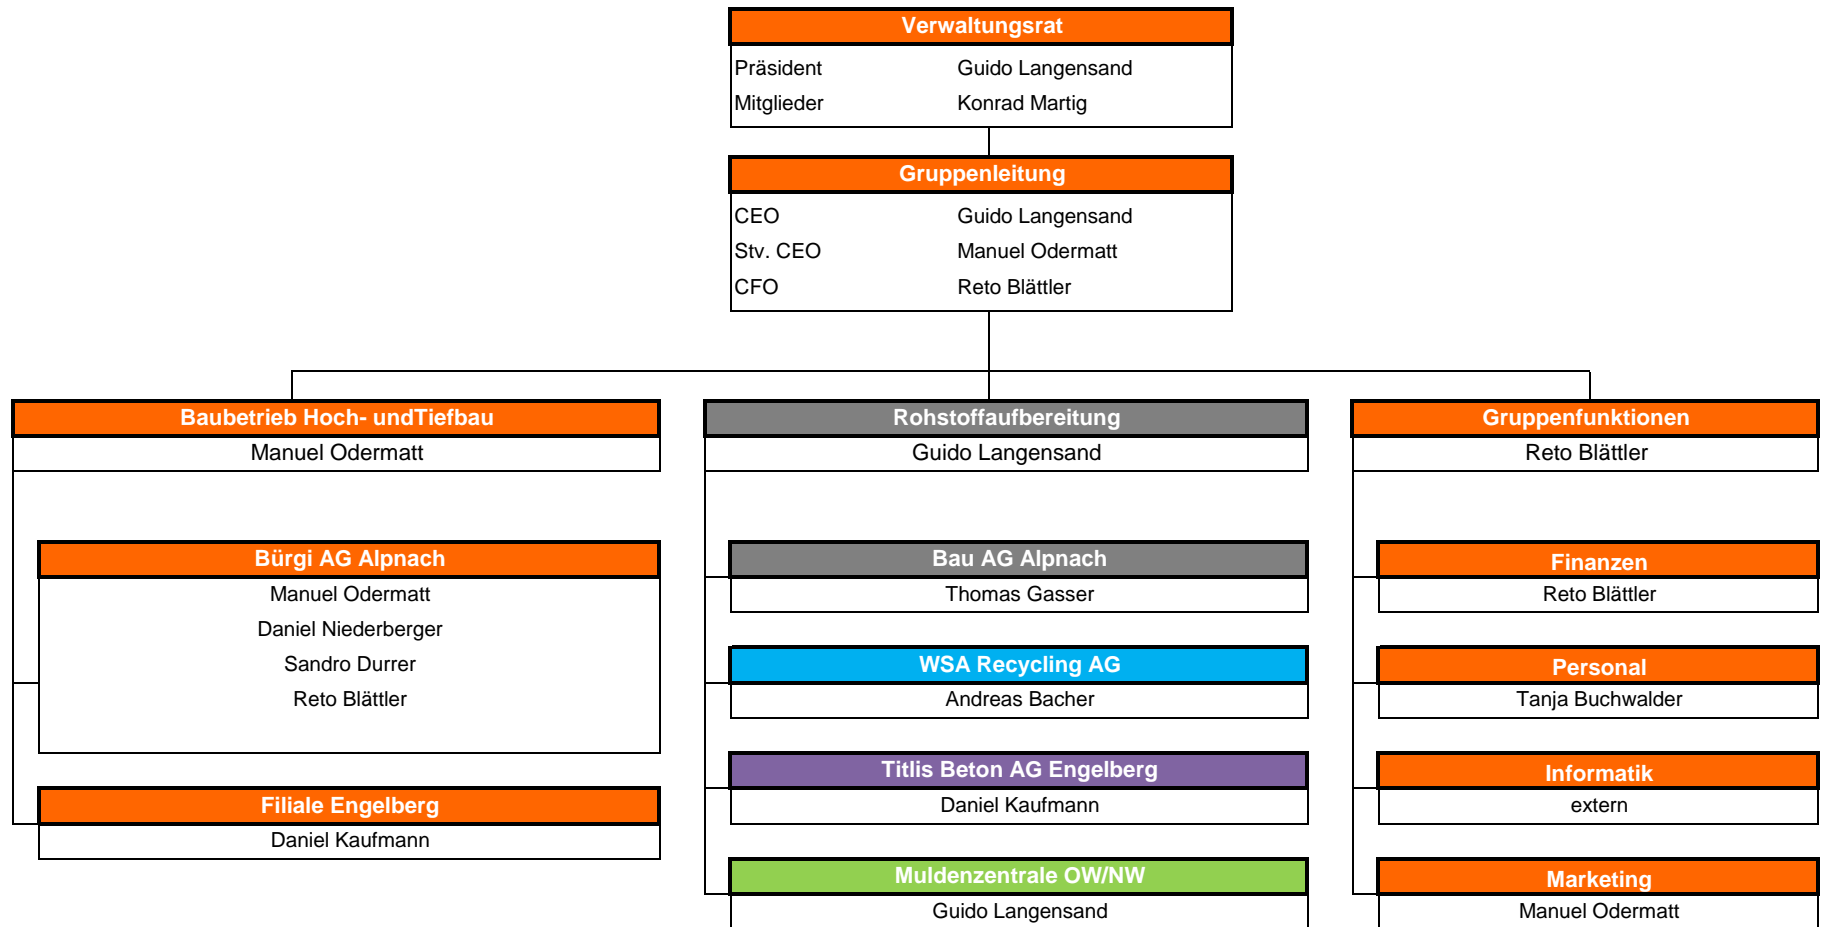 Verwaltungsrat
Präsident Guido Langensand
Mitglieder Konrad Martig
Gruppenleitung
CEO Guido Langensand
Stv. CEO Manuel Odermatt
CFO Reto Blättler
Baubetrieb Hoch- undTiefbau
Manuel Odermatt
Bürgi AG Alpnach
Manuel Odermatt
Daniel Niederberger
Sandro Durrer
Reto Blättler
Filiale Engelberg
Daniel Kaufmann
Rohstoffaufbereitung
Guido Langensand
Bau AG Alpnach
Thomas Gasser
WSA Recycling AG
Andreas Bacher
Titlis Beton AG Engelberg
Daniel Kaufmann
Muldenzentrale OW/NW
Guido Langensand
Gruppenfunktionen
Reto Blättler
Finanzen
Reto Blättler
Personal
Tanja Buchwalder
Informatik
extern
Marketing
Manuel Odermatt